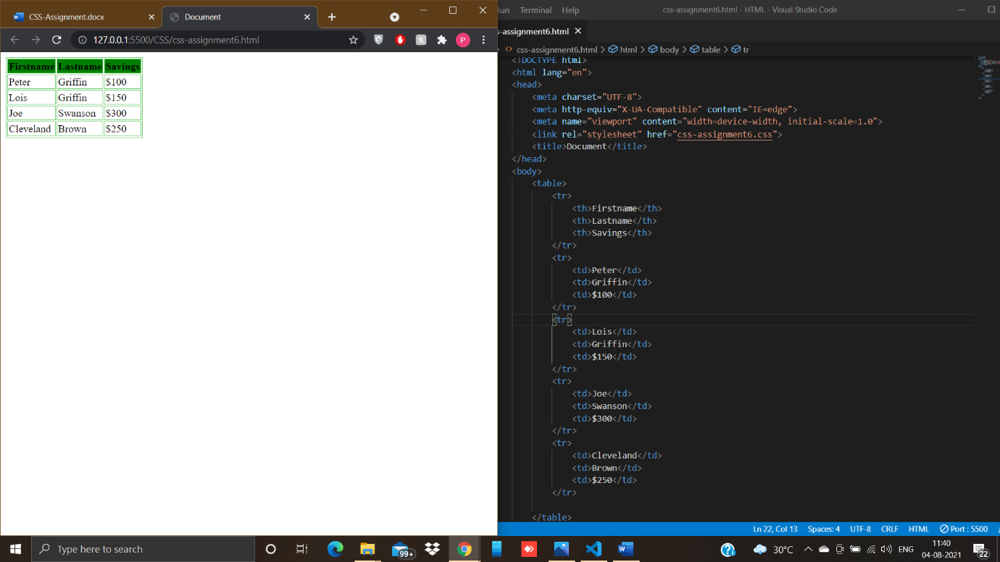 CSS-Assignment.docx
Document
127.0.0.1:5500/CSS/css-assignment6.html
P
Firstname Lastname Savings
Peter Griffin $100
Lois Griffin $150
Joe Swanson $300
Cleveland Brown $250
Run Terminal Help css-assignment6.html - HTML - Visual Studio Code
css-assignment6.html
css-assignment6.html > html > body > table > tr
<!DOCTYPE html>
<html lang="en">
<head>
<meta charset="UTF-8">
<meta http-equiv="X-UA-Compatible" content="IE=edge">
<meta name="viewport" content="width=device-width, initial-scale=1.0">
<link rel="stylesheet" href="css-assignment6.css">
<title>Document</title>
</head>
<body>
<table>
<tr>
<th>Firstname</th>
<th>Lastname</th>
<th>Savings</th>
</tr>
<tr>
<td>Peter</td>
<td>Griffin</td>
<td>$100</td>
</tr>
<tr>
<td>Lois</td>
<td>Griffin</td>
<td>$150</td>
</tr>
<tr>
<td>Joe</td>
<td>Swanson</td>
<td>$300</td>
</tr>
<tr>
<td>Cleveland</td>
<td>Brown</td>
<td>$250</td>
</tr>
</table>
Ln 22, Col 13 Spaces: 4 UTF-8 CRLF HTML Port : 5500
Type here to search
99+
30°C
ENG
11:40
04-08-2021
22